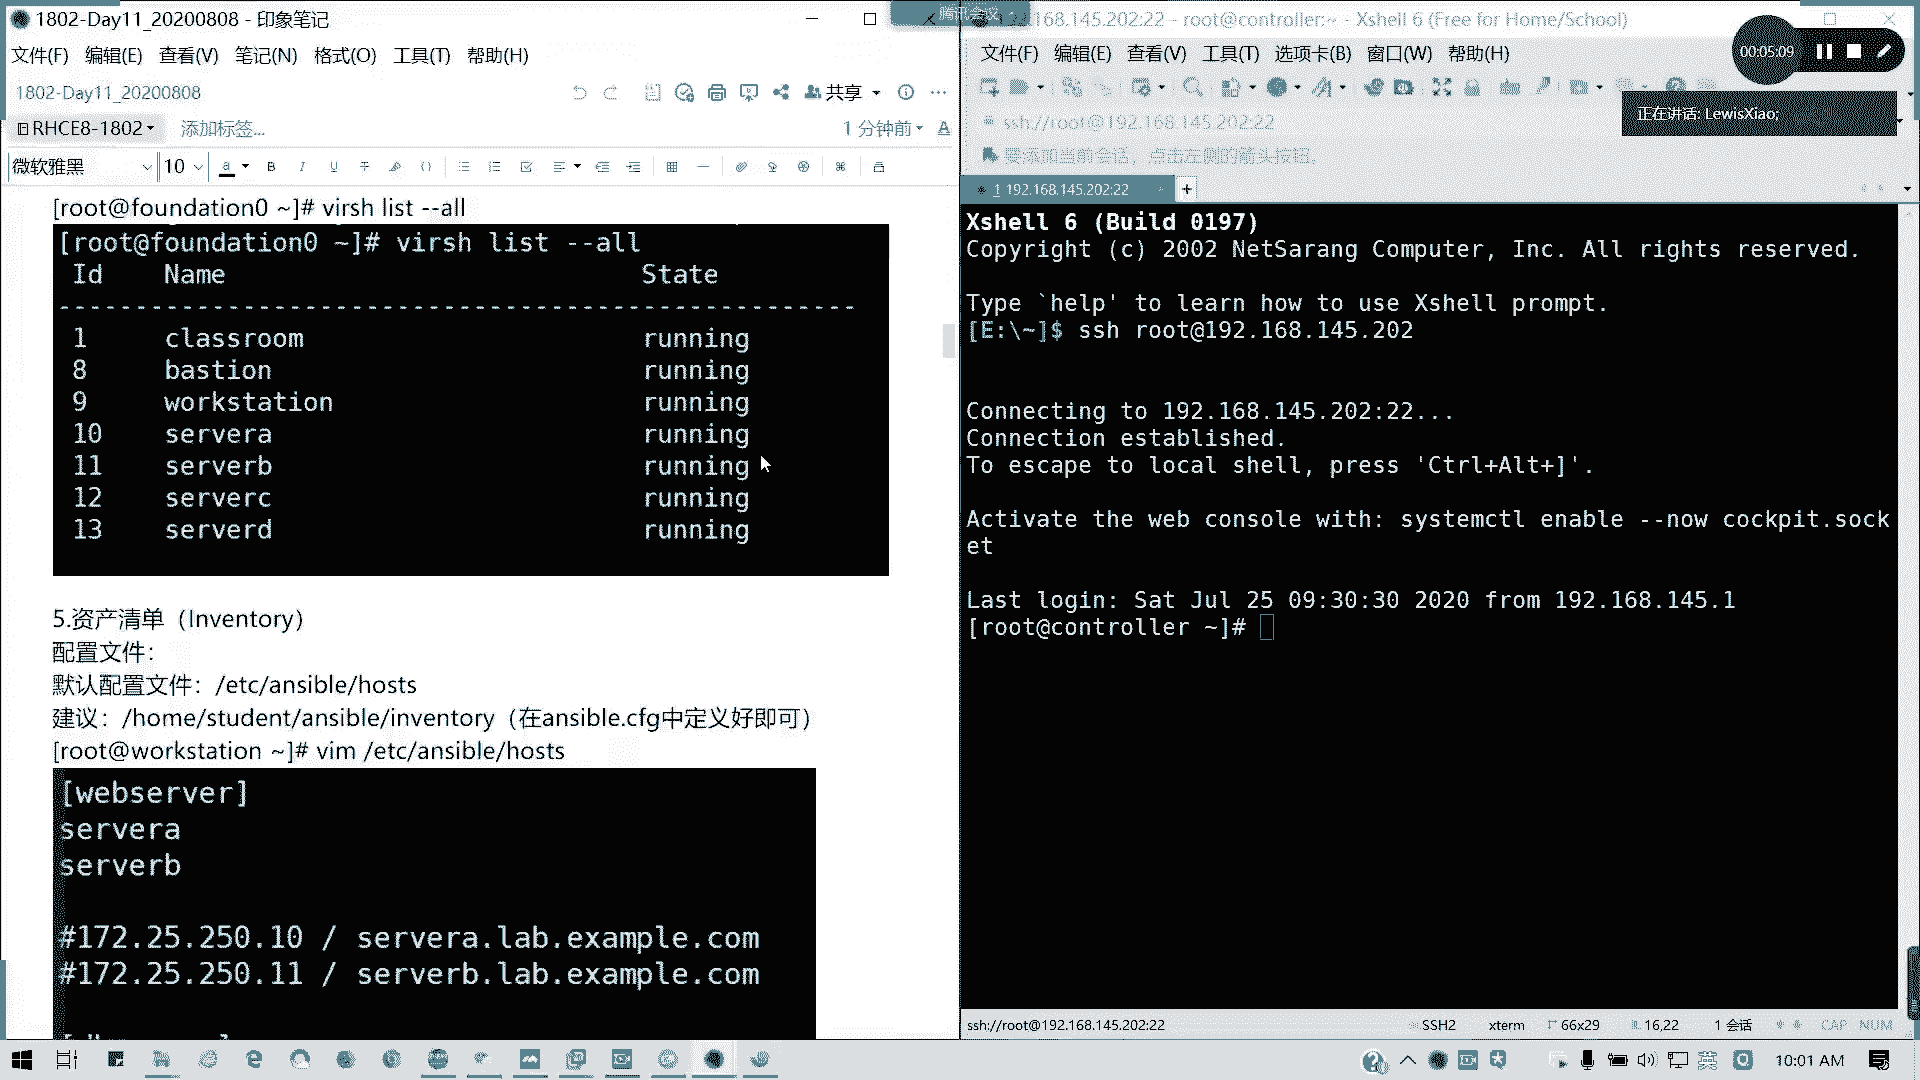 1802-Day11_20200808 - 印象笔记
文件(F) 编辑(E) 查看(V) 笔记(N) 格式(O) 工具(T) 帮助(H)
1802-Day11_20200808
共享
RHCE8-1802
添加标签...
1 分钟前
微软雅黑 10
[root@foundation0 ~]# virsh list --all
[root@foundation0 ~]# virsh list --all
Id Name State
----------------------------------------------------
1 classroom running
8 bastion running
9 workstation running
10 servera running
11 serverb running
12 serverc running
13 serverd running
5.资产清单（Inventory）
配置文件：
默认配置文件：/etc/ansible/hosts
建议：/home/student/ansible/inventory（在ansible.cfg中定义好即可）
[root@workstation ~]# vim /etc/ansible/hosts
[webserver]
servera
serverb
#172.25.250.10 / servera.lab.example.com
#172.25.250.11 / serverb.lab.example.com
腾讯会议
168.145.202:22 - root@controller:~ - Xshell 6 (Free for Home/School)
文件(F) 编辑(E) 查看(V) 工具(T) 选项卡(B) 窗口(W) 帮助(H)
00:05:09
正在讲话: LewisXiao;
ssh://root@192.168.145.202:22
要添加当前会话，点击左侧的箭头按钮。
1 192.168.145.202:22
Xshell 6 (Build 0197)
Copyright (c) 2002 NetSarang Computer, Inc. All rights reserved.
Type `help' to learn how to use Xshell prompt.
[E:\~]$ ssh root@192.168.145.202
Connecting to 192.168.145.202:22...
Connection established.
To escape to local shell, press 'Ctrl+Alt+]'.
Activate the web console with: systemctl enable --now cockpit.sock
et
Last login: Sat Jul 25 09:30:30 2020 from 192.168.145.1
[root@controller ~]#
ssh://root@192.168.145.202:22 SSH2 xterm 66x29 16,22 1 会话 CAP NUM
英 10:01 AM